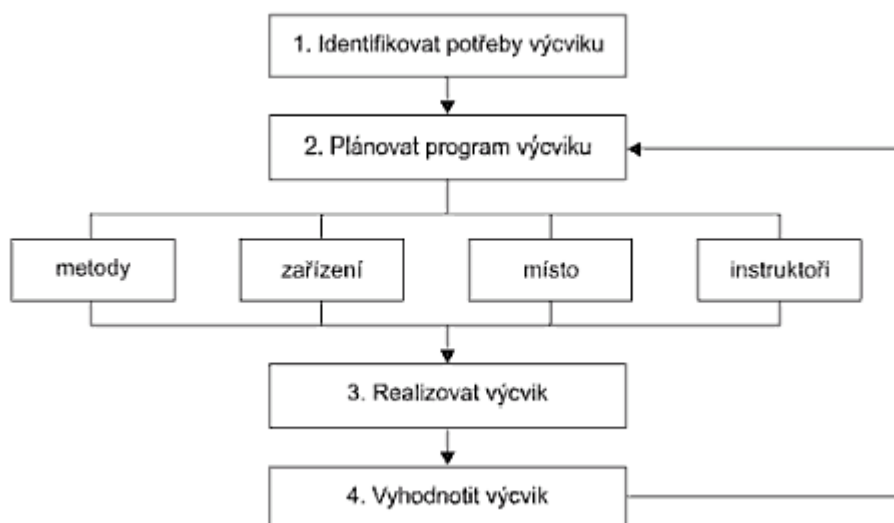 1. Identifikovat potřeby výcviku
2. Plánovat program výcviku
metody
zařízení
místo
instruktoři
3. Realizovat výcvik
4. Vyhodnotit výcvik